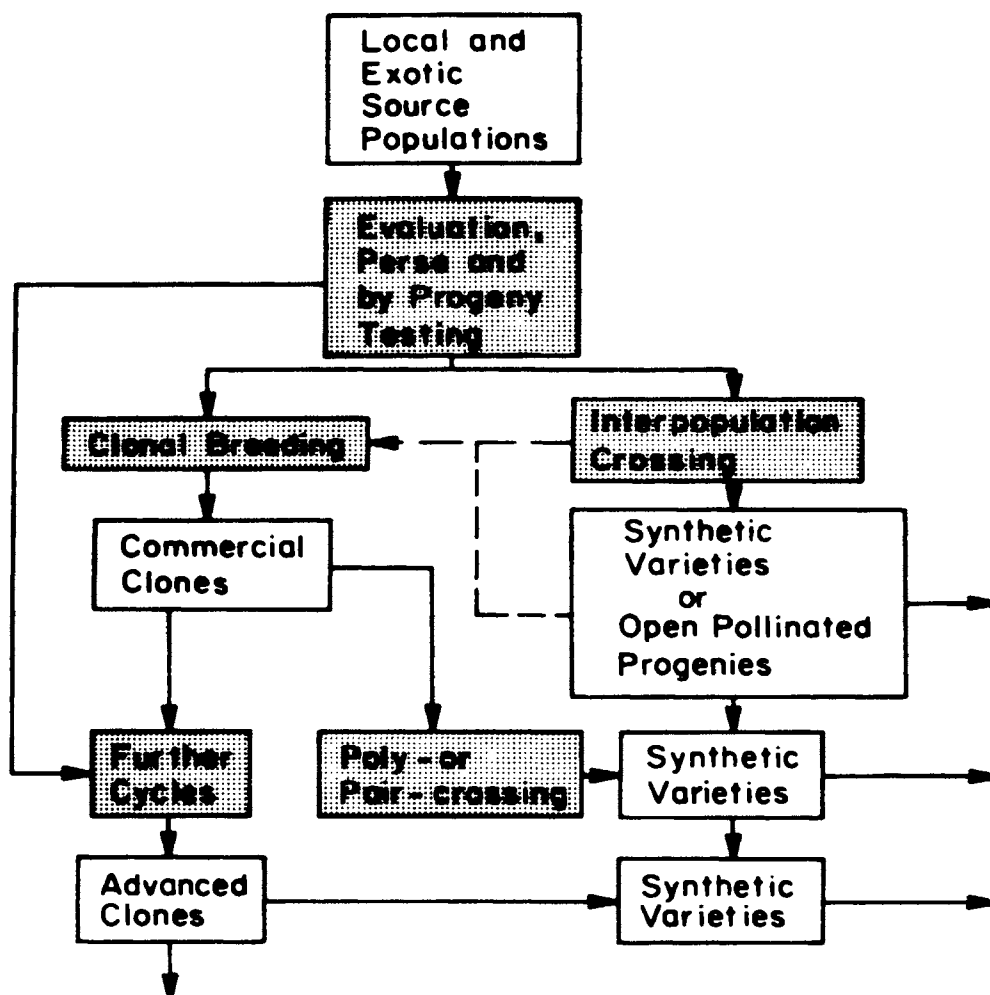 Local and
Exotic
Source
Populations
Evaluation,
Perse and
by Progeny
Testing
Clonal Breeding
Interpopulation
Crossing
Commercial
Clones
Synthetic
Varieties
or
Open Pollinated
Progenies
Further
Cycles
Poly-or
Pair-crossing
Synthetic
Varieties
Advanced
Clones
Synthetic
Varieties